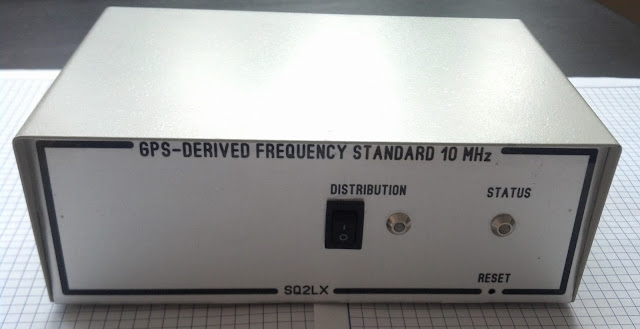 GPS-DERIVED FREQUENCY STANDARD 10 MHz
DISTRIBUTION
STATUS
RESET
SQ2LX